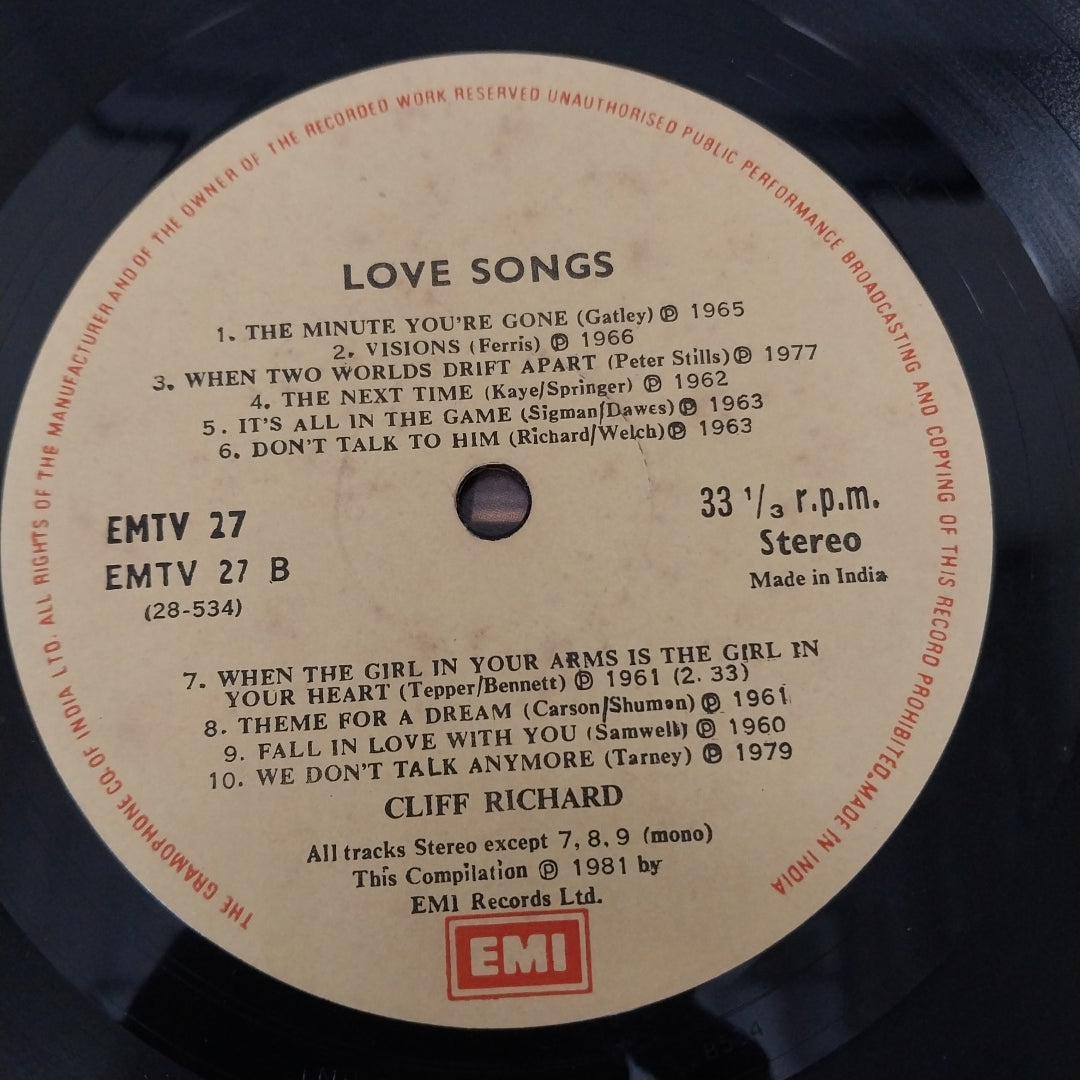 THE GRAMOPHONE CO. OF INDIA LTD. ALL RIGHTS OF THE MANUFACTURER AND OF THE OWNER OF THE RECORDED WORK RESERVED UNAUTHORISED PUBLIC PERFORMANCE BROADCASTING AND COPYING OF THIS RECORD PROHIBITED. MADE IN INDIA
LOVE SONGS
1. THE MINUTE YOU'RE GONE (Gatley) ℗ 1965
2. VISIONS (Ferris) ℗ 1966
3. WHEN TWO WORLDS DRIFT APART (Peter Stills) ℗ 1977
4. THE NEXT TIME (Kaye/Springer) ℗ 1962
5. IT'S ALL IN THE GAME (Sigman/Dawes) ℗ 1963
6. DON'T TALK TO HIM (Richard/Welch) ℗ 1963
EMTV 27
EMTV 27 B
(28-534)
33 1/3 r.p.m.
Stereo
Made in India
7. WHEN THE GIRL IN YOUR ARMS IS THE GIRL IN
YOUR HEART (Tepper/Bennett) ℗ 1961 (2. 33)
8. THEME FOR A DREAM (Carson/Shuman) ℗ 1961
9. FALL IN LOVE WITH YOU (Samwell) ℗ 1960
10. WE DON'T TALK ANYMORE (Tarney) ℗ 1979
CLIFF RICHARD
All tracks Stereo except 7, 8, 9 (mono)
This Compilation ℗ 1981 by
EMI Records Ltd.
EMI